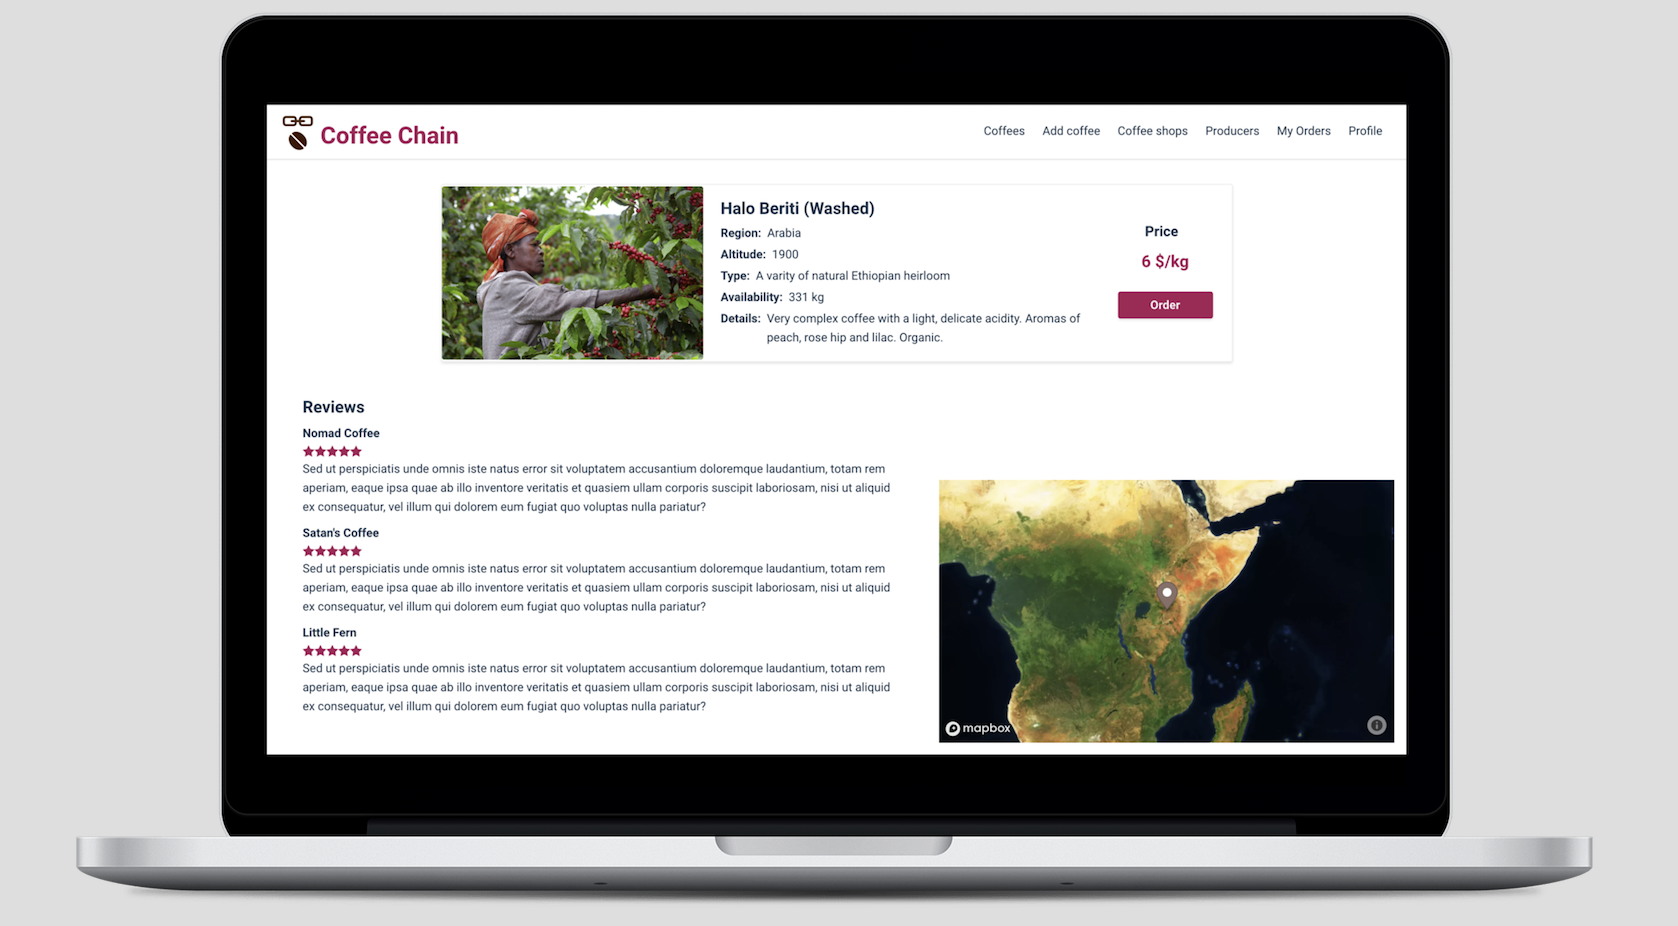 Coffee Chain
Coffees Add coffee Coffee shops Producers My Orders Profile
Halo Beriti (Washed)
Region: Arabia
Altitude: 1900
Type: A varity of natural Ethiopian heirloom
Availability: 331 kg
Details: Very complex coffee with a light, delicate acidity. Aromas of
peach, rose hip and lilac. Organic.
Price
6 $/kg
Order
Reviews
Nomad Coffee
Sed ut perspiciatis unde omnis iste natus error sit voluptatem accusantium doloremque laudantium, totam rem
aperiam, eaque ipsa quae ab illo inventore veritatis et quasiem ullam corporis suscipit laboriosam, nisi ut aliquid
ex consequatur, vel illum qui dolorem eum fugiat quo voluptas nulla pariatur?
Satan's Coffee
Sed ut perspiciatis unde omnis iste natus error sit voluptatem accusantium doloremque laudantium, totam rem
aperiam, eaque ipsa quae ab illo inventore veritatis et quasiem ullam corporis suscipit laboriosam, nisi ut aliquid
ex consequatur, vel illum qui dolorem eum fugiat quo voluptas nulla pariatur?
Little Fern
Sed ut perspiciatis unde omnis iste natus error sit voluptatem accusantium doloremque laudantium, totam rem
aperiam, eaque ipsa quae ab illo inventore veritatis et quasiem ullam corporis suscipit laboriosam, nisi ut aliquid
ex consequatur, vel illum qui dolorem eum fugiat quo voluptas nulla pariatur?
mapbox